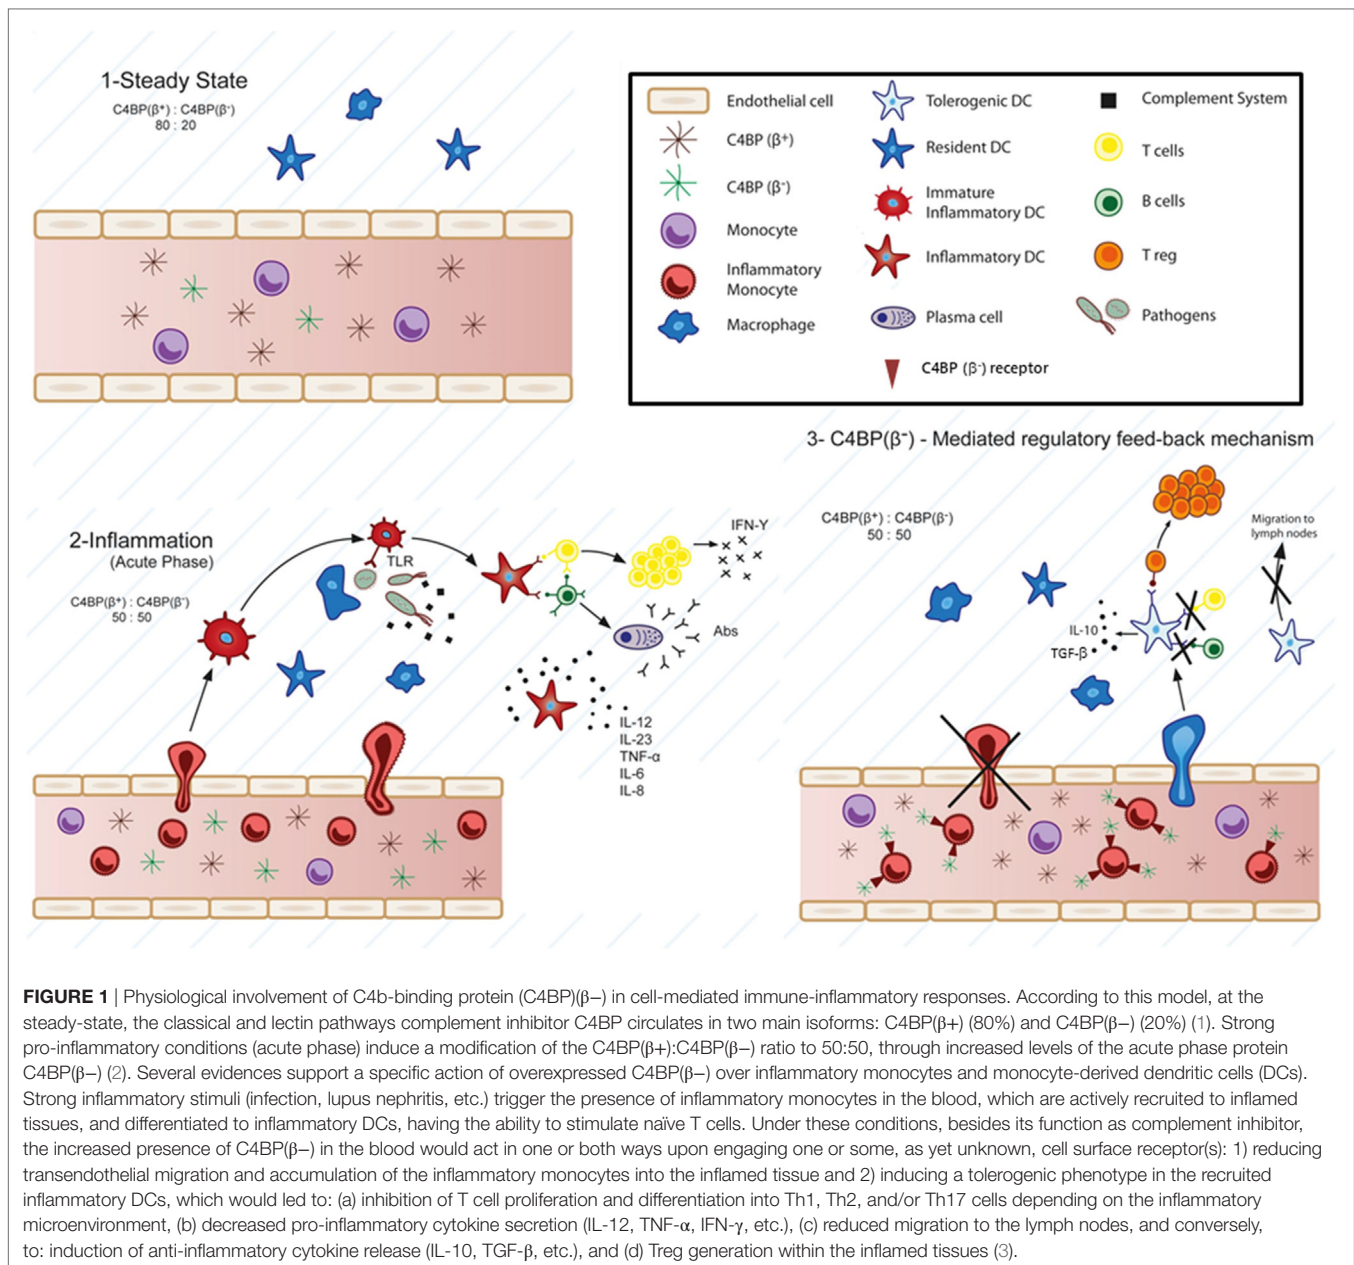 1-Steady State
C4BP(β⁺) : C4BP(β⁻)
80 : 20
Endothelial cell
C4BP (β⁺)
C4BP (β⁻)
Monocyte
Inflammatory
Monocyte
Macrophage
Tolerogenic DC
Resident DC
Immature
Inflammatory DC
Inflammatory DC
Plasma cell
C4BP (β⁻) receptor
Complement System
T cells
B cells
T reg
Pathogens
2-Inflammation
(Acute Phase)
C4BP(β⁺) : C4BP(β⁻)
50 : 50
TLR
IFN-Y
Abs
IL-12
IL-23
TNF-α
IL-6
IL-8
3- C4BP(β⁻) - Mediated regulatory feed-back mechanism
C4BP(β⁺) : C4BP(β⁻)
50 : 50
Migration to
lymph nodes
IL-10
TGF-β
FIGURE 1 | Physiological involvement of C4b-binding protein (C4BP)(β−) in cell-mediated immune-inflammatory responses. According to this model, at the
steady-state, the classical and lectin pathways complement inhibitor C4BP circulates in two main isoforms: C4BP(β+) (80%) and C4BP(β−) (20%) (1). Strong
pro-inflammatory conditions (acute phase) induce a modification of the C4BP(β+):C4BP(β−) ratio to 50:50, through increased levels of the acute phase protein
C4BP(β−) (2). Several evidences support a specific action of overexpressed C4BP(β−) over inflammatory monocytes and monocyte-derived dendritic cells (DCs).
Strong inflammatory stimuli (infection, lupus nephritis, etc.) trigger the presence of inflammatory monocytes in the blood, which are actively recruited to inflamed
tissues, and differentiated to inflammatory DCs, having the ability to stimulate naïve T cells. Under these conditions, besides its function as complement inhibitor,
the increased presence of C4BP(β−) in the blood would act in one or both ways upon engaging one or some, as yet unknown, cell surface receptor(s): 1) reducing
transendothelial migration and accumulation of the inflammatory monocytes into the inflamed tissue and 2) inducing a tolerogenic phenotype in the recruited
inflammatory DCs, which would led to: (a) inhibition of T cell proliferation and differentiation into Th1, Th2, and/or Th17 cells depending on the inflammatory
microenvironment, (b) decreased pro-inflammatory cytokine secretion (IL-12, TNF-α, IFN-γ, etc.), (c) reduced migration to the lymph nodes, and conversely,
to: induction of anti-inflammatory cytokine release (IL-10, TGF-β, etc.), and (d) Treg generation within the inflamed tissues (3).